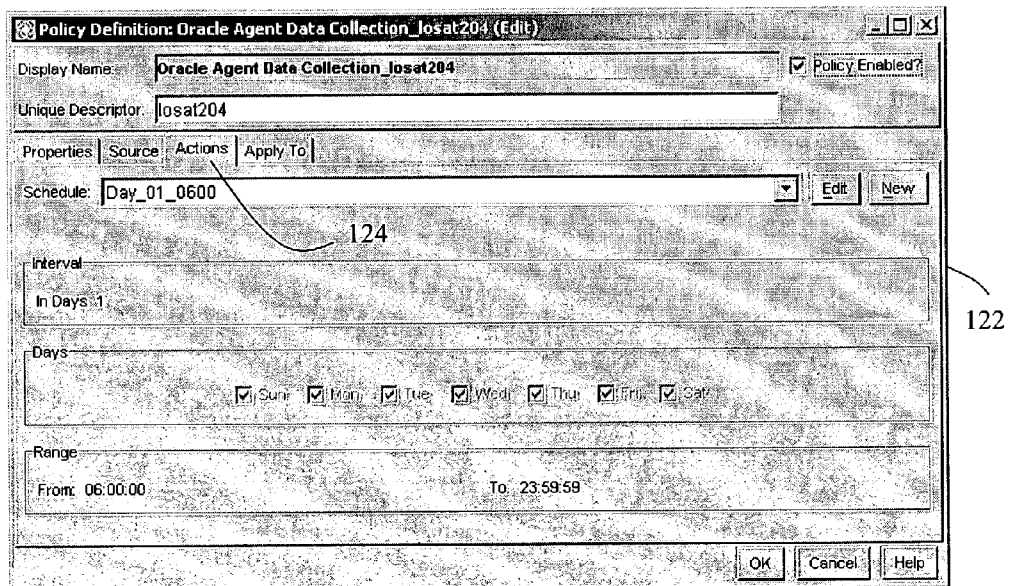 Policy Definition: Oracle Agent Data Collection_losat204 (Edit)
Display Name: Oracle Agent Data Collection_losat204 Policy Enabled?
Unique Descriptor: losat204
Properties Source Actions Apply To
Schedule: Day_01_0600 Edit New
124
Interval
In Days 1
122
Days
Sun Mon Tue Wed Thu Fri Sat
Range
From: 06:00:00 To: 23:59:59
OK Cancel Help